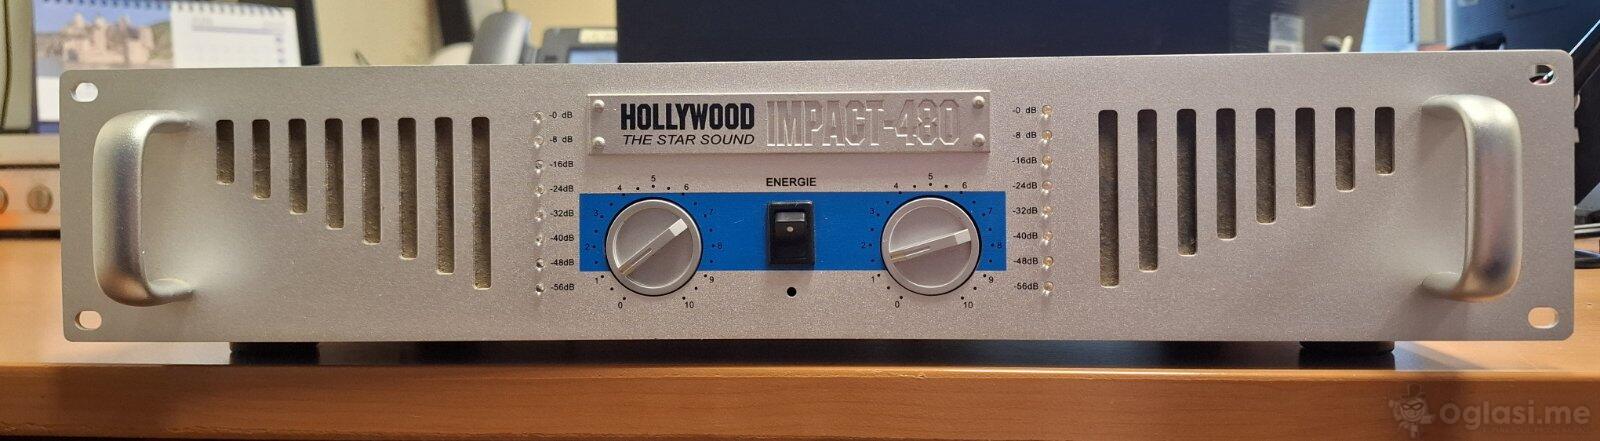 HOLLYWOOD IMPACT-480
THE STAR SOUND
ENERGIE
-0 dB
-8 dB
-16dB
-24dB
-32dB
-40dB
-48dB
-56dB
0 1 2 3 4 5 6 7 8 9 10
0 1 2 3 4 5 6 7 8 9 10
-0 dB
-8 dB
-16dB
-24dB
-32dB
-40dB
-48dB
-56dB
Oglasi.me